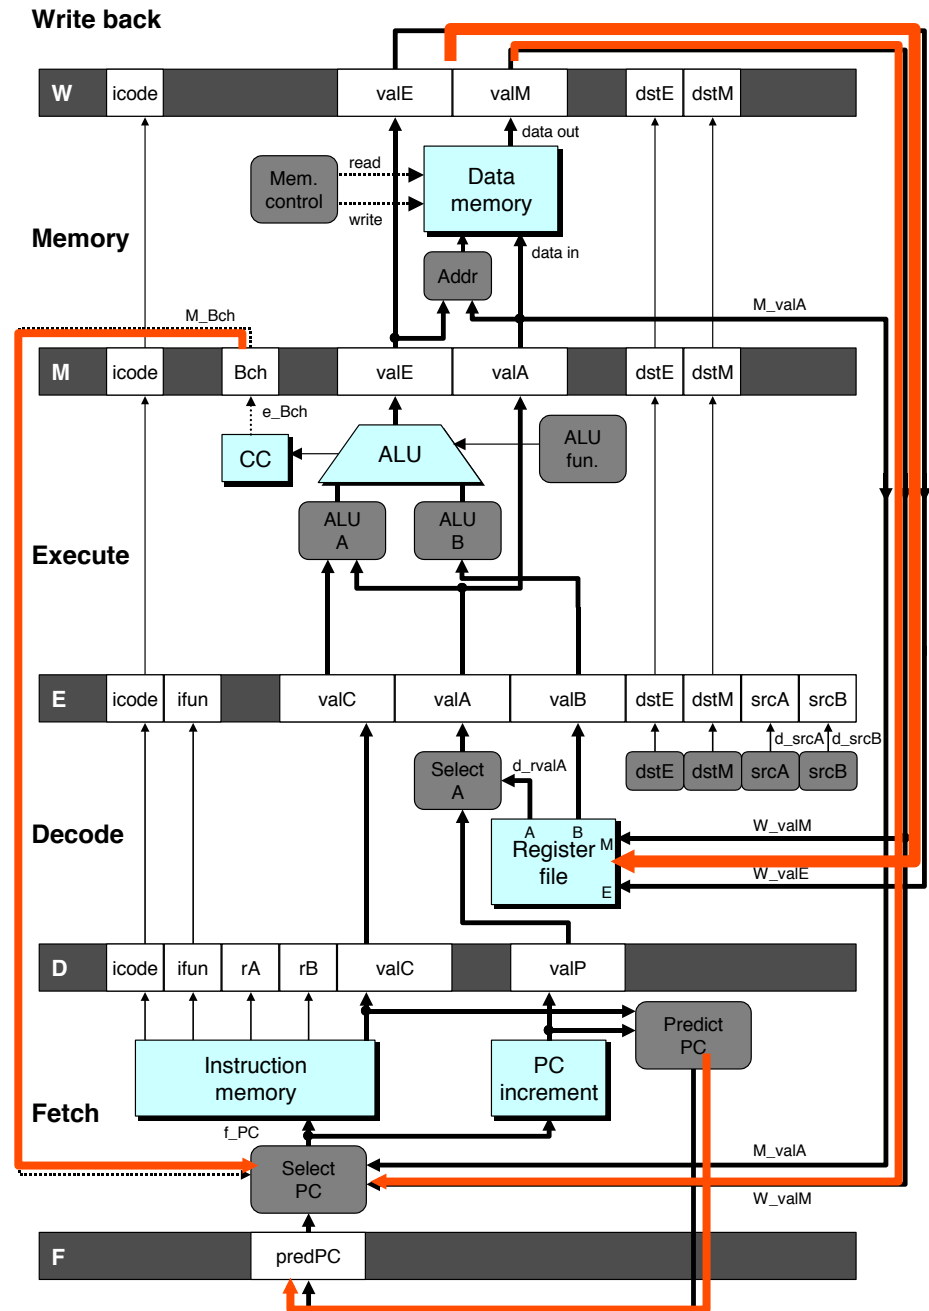 Write back
W icode valE valM dstE dstM
data out
read
Mem.
control
Data
memory
write
Memory
data in
Addr
M_Bch
M_valA
M icode Bch valE valA dstE dstM
e_Bch
CC
ALU
ALU
fun.
ALU
A
ALU
B
Execute
E icode ifun valC valA valB dstE dstM srcA srcB
d_srcA d_srcB
Select
A
d_rvalA
dstE dstM srcA srcB
Decode
A B
W_valM
Register
file
M
W_valE
E
D icode ifun rA rB valC valP
Predict
PC
Instruction
memory
PC
increment
Fetch
f_PC
M_valA
Select
PC
W_valM
F predPC